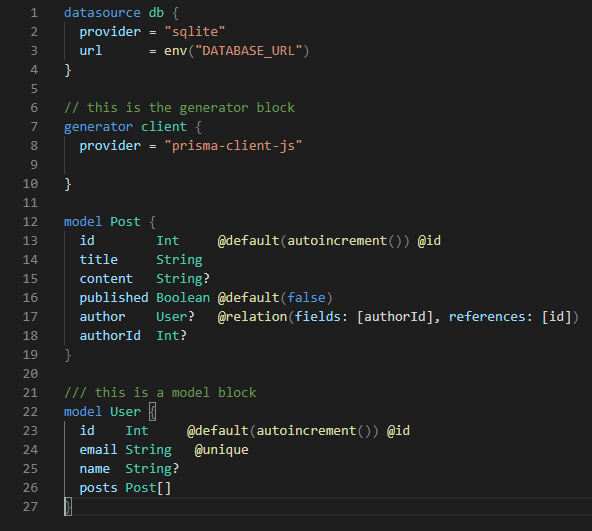 1 datasource db {
2   provider = "sqlite"
3   url      = env("DATABASE_URL")
4 }
5
6 // this is the generator block
7 generator client {
8   provider = "prisma-client-js"
9
10 }
11
12 model Post {
13   id        Int     @default(autoincrement()) @id
14   title     String
15   content   String?
16   published Boolean @default(false)
17   author    User?   @relation(fields: [authorId], references: [id])
18   authorId  Int?
19 }
20
21 /// this is a model block
22 model User {
23   id    Int     @default(autoincrement()) @id
24   email String   @unique
25   name  String?
26   posts Post[]
27 }